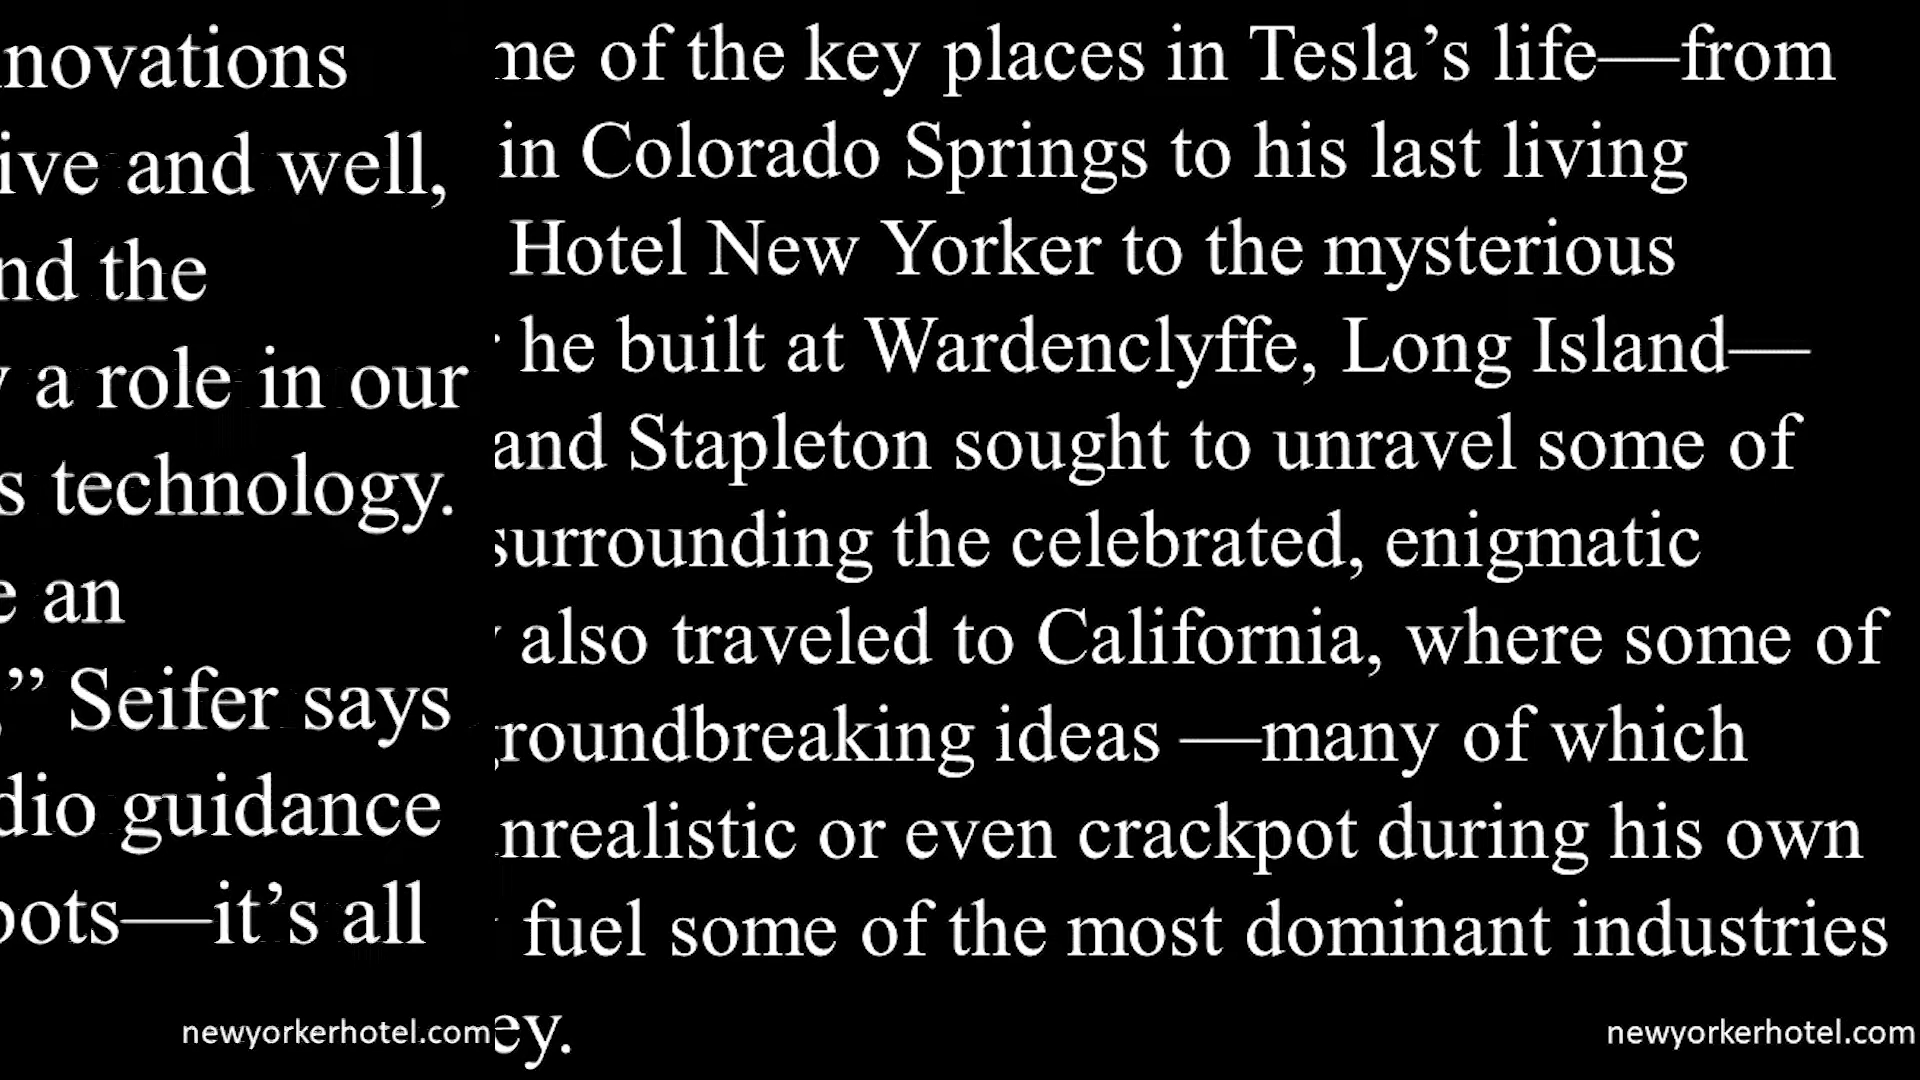 novations
ive and well,
nd the
a role in our
s technology.
e an
” Seifer says
dio guidance
bots—it’s all
newyorkerhotel.com
me of the key places in Tesla’s life—from
in Colorado Springs to his last living
Hotel New Yorker to the mysterious
he built at Wardenclyffe, Long Island—
and Stapleton sought to unravel some of
surrounding the celebrated, enigmatic
also traveled to California, where some of
groundbreaking ideas —many of which
nrealistic or even crackpot during his own
fuel some of the most dominant industries
ey.
newyorkerhotel.com